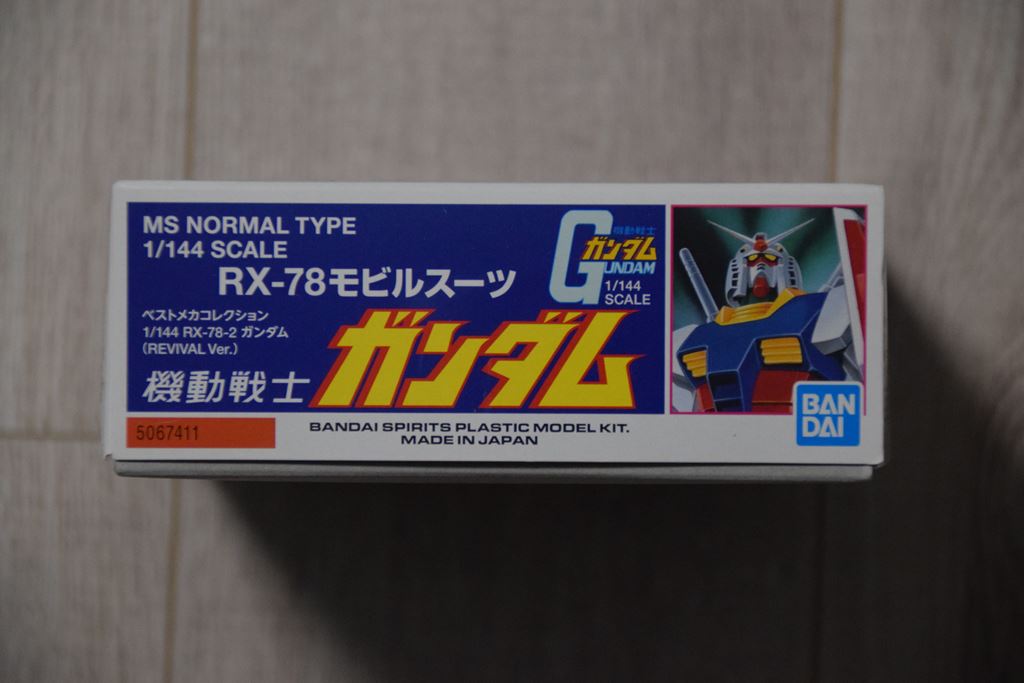 MS NORMAL TYPE
1/144 SCALE
RX-78モビルスーツ
ベストメカコレクション
1/144 RX-78-2 ガンダム
(REVIVAL Ver.)
機動戦士 ガンダム
G
機動戦士
ガンダム
UNDAM
1/144
SCALE
5067411
BANDAI SPIRITS PLASTIC MODEL KIT.
MADE IN JAPAN
BAN
DAI